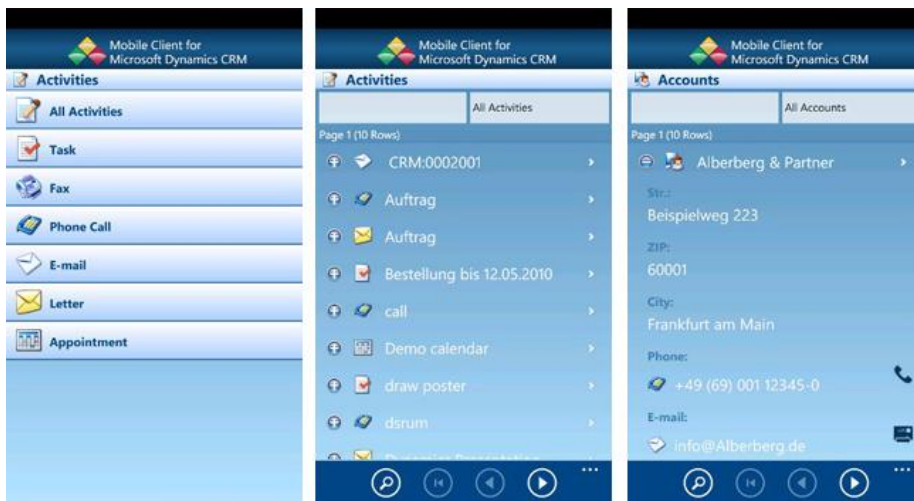 Mobile Client for
Microsoft Dynamics CRM
Activities
All Activities
Task
Fax
Phone Call
E-mail
Letter
Appointment
Mobile Client for
Microsoft Dynamics CRM
Activities
All Activities
Page 1 (10 Rows)
CRM:0002001
Auftrag
Auftrag
Bestellung bis 12.05.2010
call
Demo calendar
draw poster
dsrum
Dynamics Presentation
Mobile Client for
Microsoft Dynamics CRM
Accounts
All Accounts
Page 1 (10 Rows)
Alberberg & Partner
Str.:
Beispielweg 223
ZIP:
60001
City:
Frankfurt am Main
Phone:
+49 (69) 001 12345-0
E-mail:
info@Alberberg.de